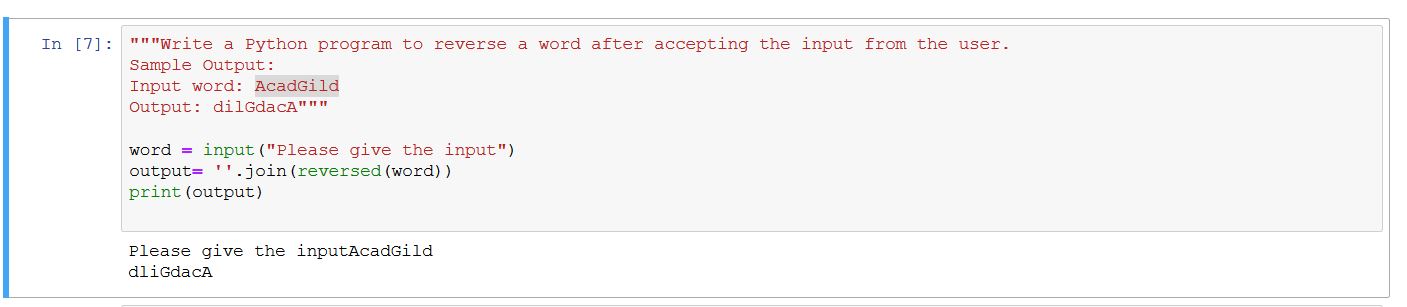 In [7]: """Write a Python program to reverse a word after accepting the input from the user.
Sample Output:
Input word: AcadGild
Output: dilGdacA"""
word = input("Please give the input")
output= ''.join(reversed(word))
print(output)
Please give the inputAcadGild
dliGdacA